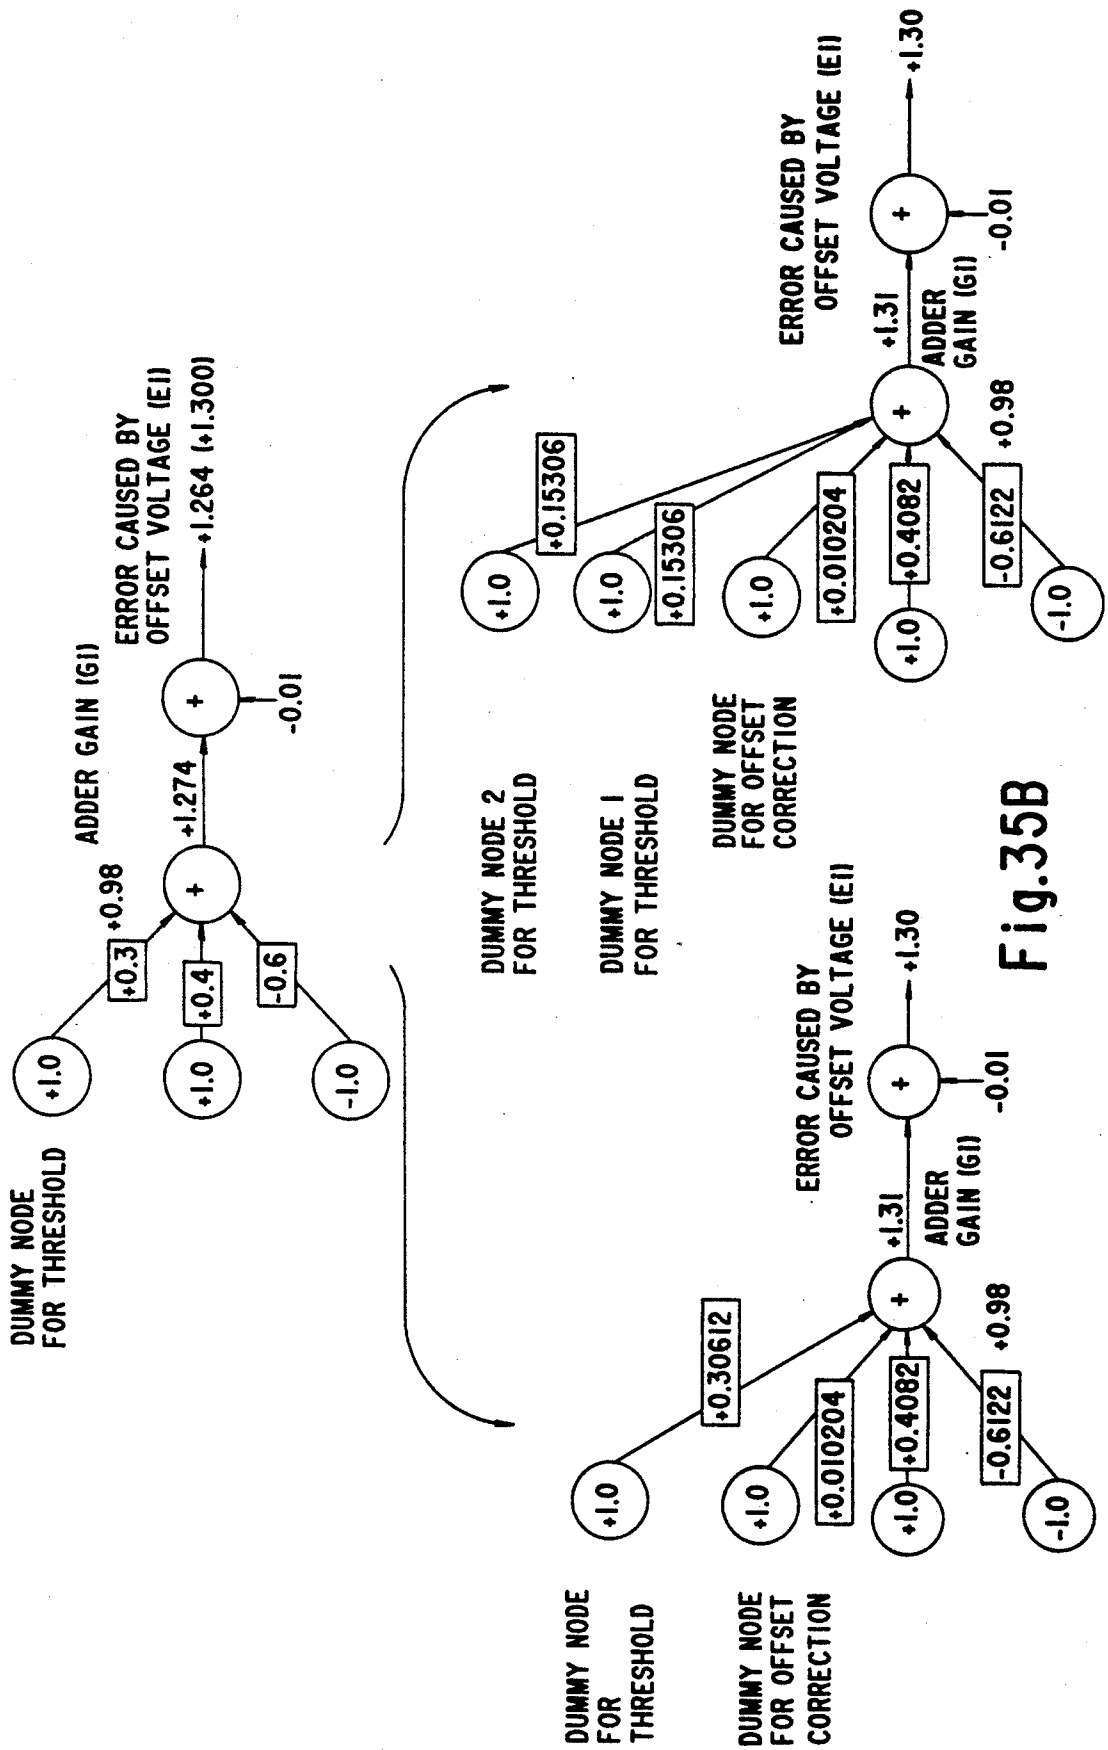 DUMMY NODE
FOR THRESHOLD
+1.0
+1.0
-1.0
+0.3
+0.4
-0.6
+0.98
+
ADDER GAIN (G1)
+1.274
+
-0.01
ERROR CAUSED BY
OFFSET VOLTAGE (E1)
+1.264 (+1.300)
DUMMY NODE
FOR
THRESHOLD
DUMMY NODE
FOR OFFSET
CORRECTION
+1.0
+1.0
+1.0
-1.0
+0.30612
+0.010204
+0.4082
-0.6122
+0.98
+
+1.31
ADDER
GAIN (G1)
+
-0.01
ERROR CAUSED BY
OFFSET VOLTAGE (E1)
+1.30
DUMMY NODE 2
FOR THRESHOLD
DUMMY NODE 1
FOR THRESHOLD
DUMMY NODE
FOR OFFSET
CORRECTION
+1.0
+1.0
+1.0
+1.0
-1.0
+0.15306
+0.15306
+0.010204
+0.4082
-0.6122
+0.98
+
+1.31
ADDER
GAIN (G1)
+
-0.01
ERROR CAUSED BY
OFFSET VOLTAGE (E1)
+1.30
Fig.35B